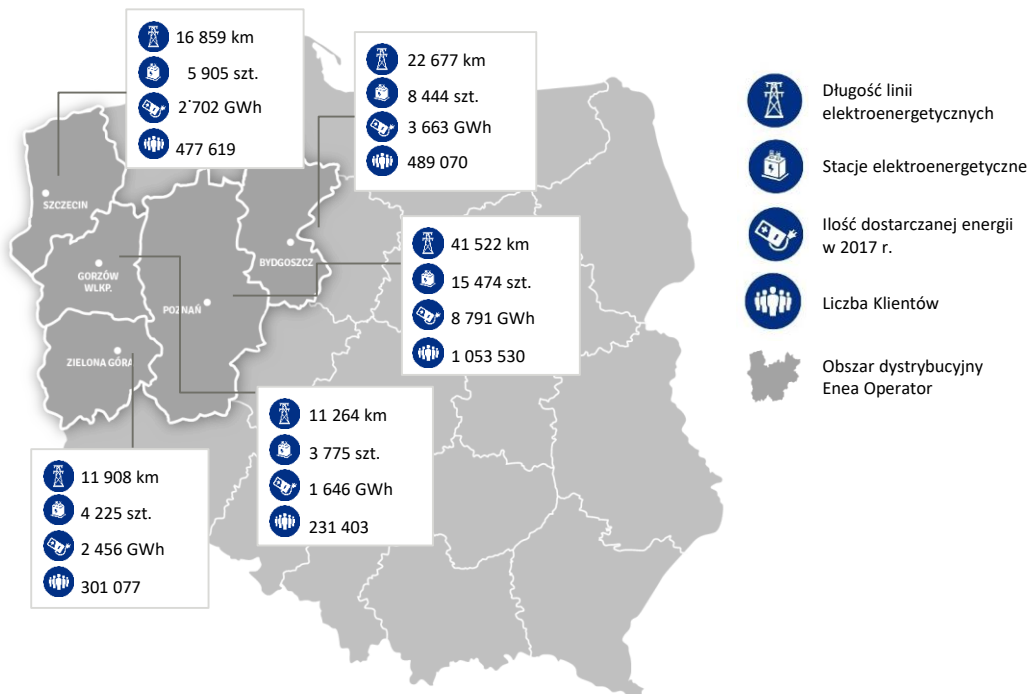 16 859 km
5 905 szt.
2˙702 GWh
477 619
22 677 km
8 444 szt.
3 663 GWh
489 070
Długość linii
elektroenergetycznych
Stacje elektroenergetyczne
Ilość dostarczanej energii
w 2017 r.
Liczba Klientów
Obszar dystrybucyjny
Enea Operator
SZCZECIN
BYDGOSZCZ
GORZÓW
WLKP.
POZNAŃ
ZIELONA GÓRA
41 522 km
15 474 szt.
8 791 GWh
1 053 530
11 264 km
3 775 szt.
1 646 GWh
231 403
11 908 km
4 225 szt.
2 456 GWh
301 077